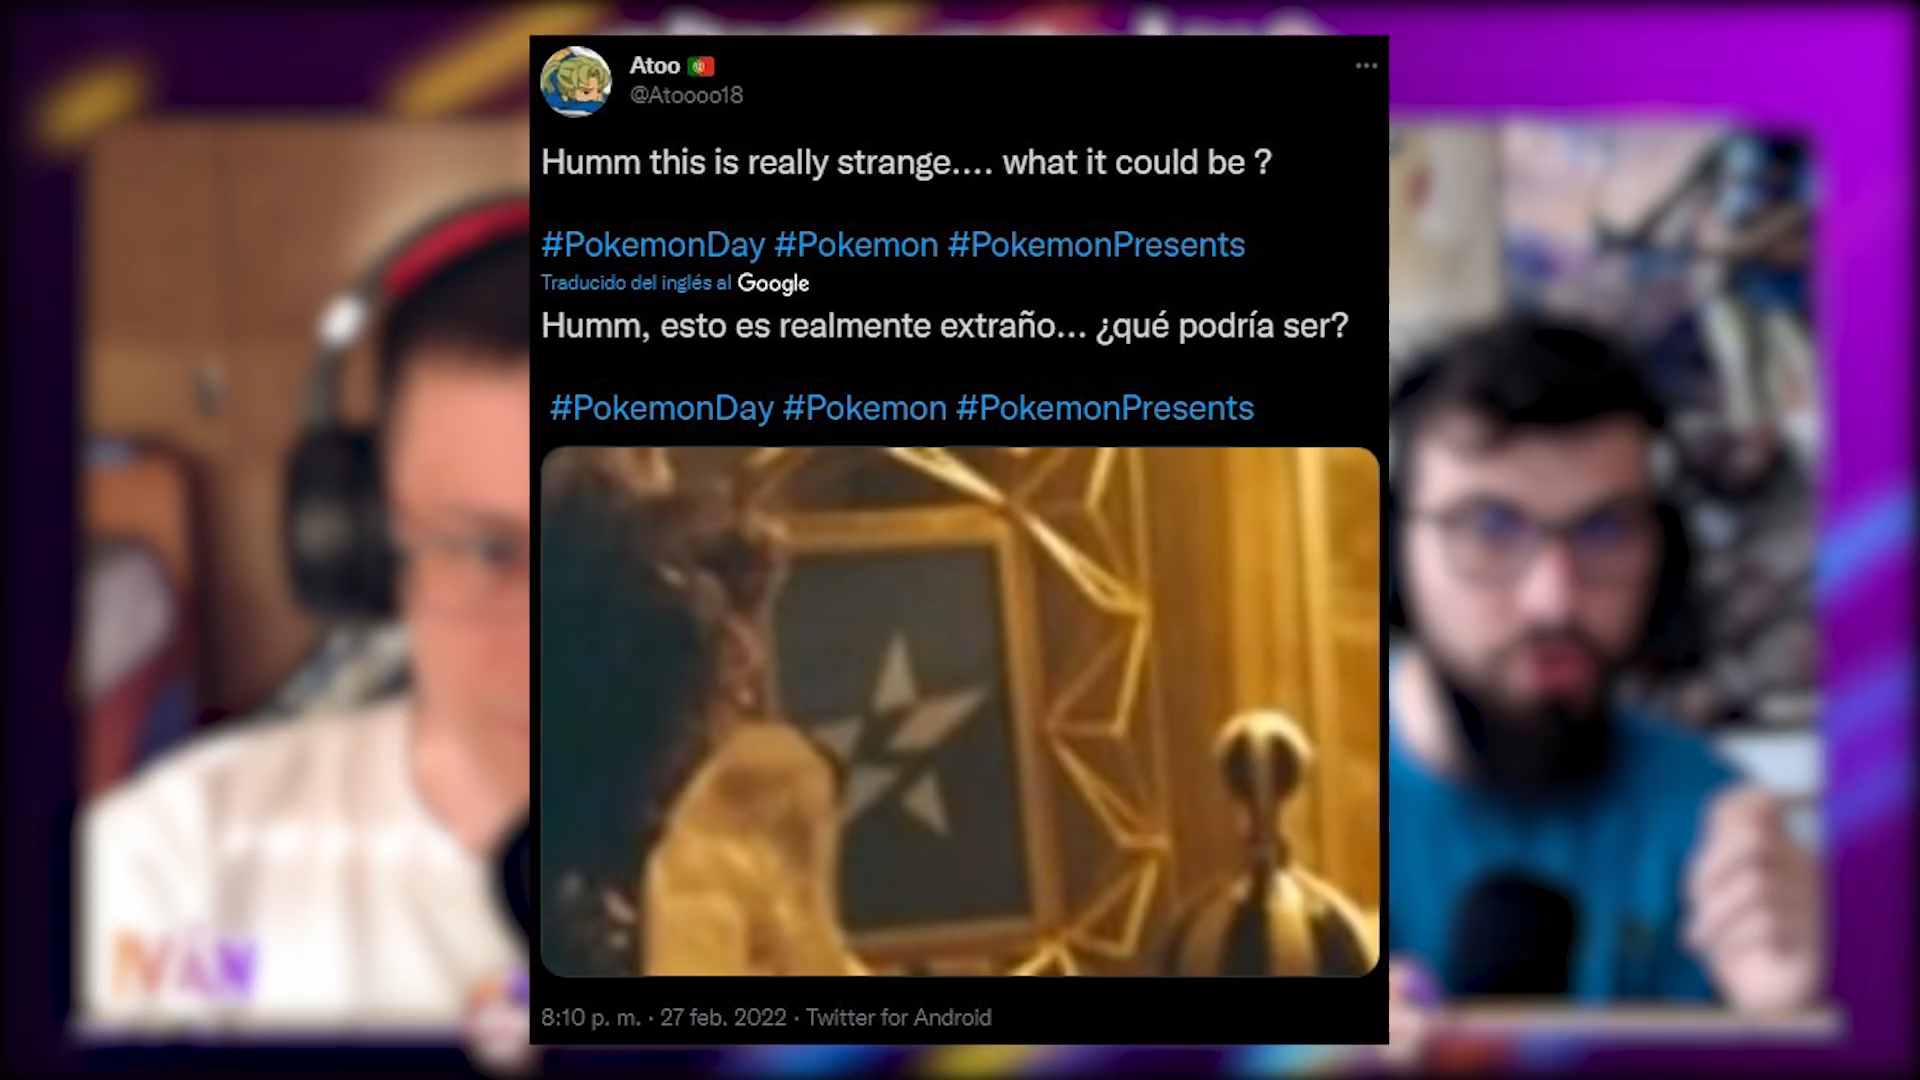 Atoo
@Atoooo18
Humm this is really strange.... what it could be ?
#PokemonDay #Pokemon #PokemonPresents
Traducido del inglés al Google
Humm, esto es realmente extraño... ¿qué podría ser?
#PokemonDay #Pokemon #PokemonPresents
IVÁN
8:10 p. m. · 27 feb. 2022 · Twitter for Android